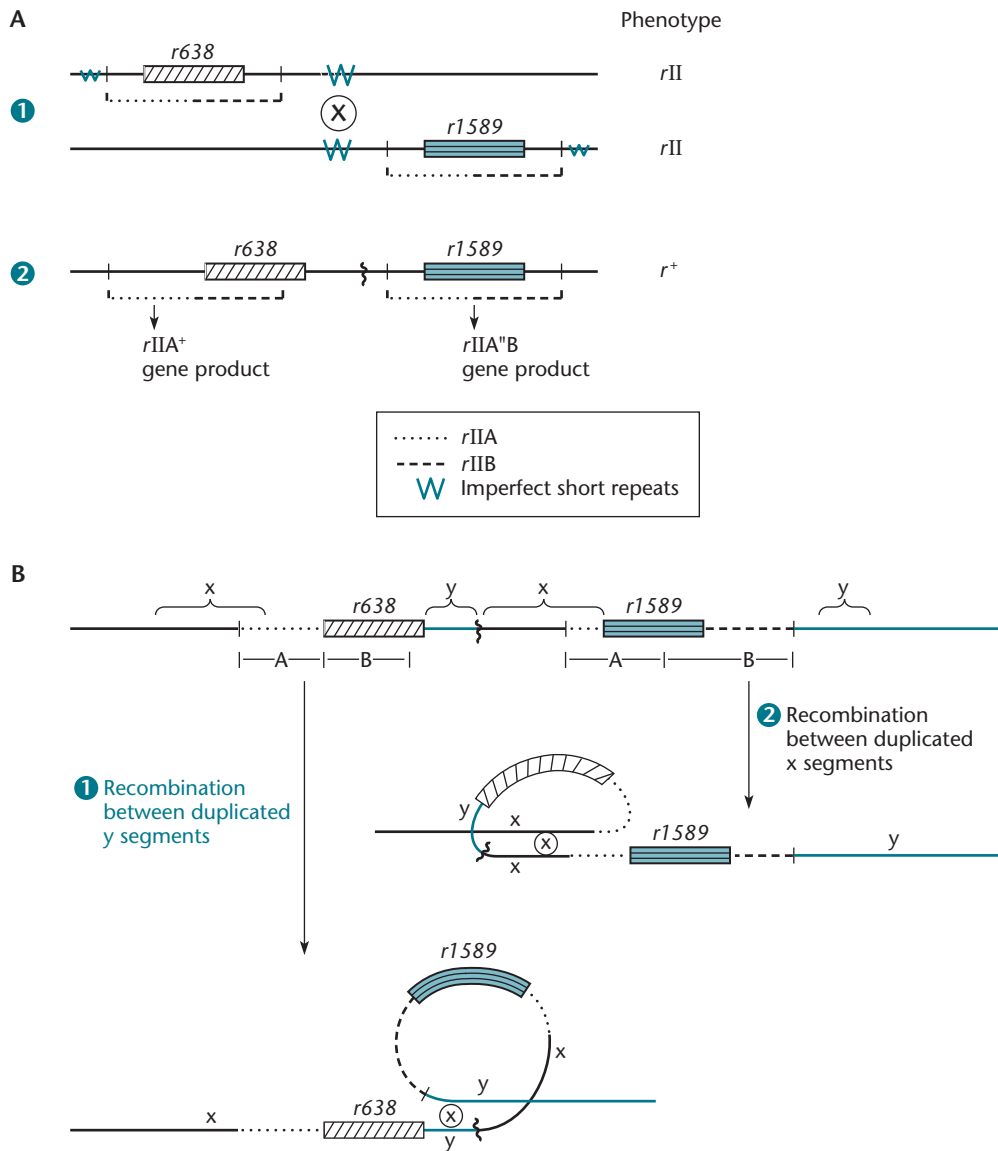 A
Phenotype
r638
rII
1
X
r1589
rII
2
r638
r1589
r+
rIIA+
gene product
rIIA"B
gene product
rIIA
rIIB
Imperfect short repeats
B
x
r638
y
x
r1589
y
A
B
A
B
1 Recombination
between duplicated
y segments
2 Recombination
between duplicated
x segments
y
x
x
x
r1589
y
r1589
x
y
x
r638
x
y